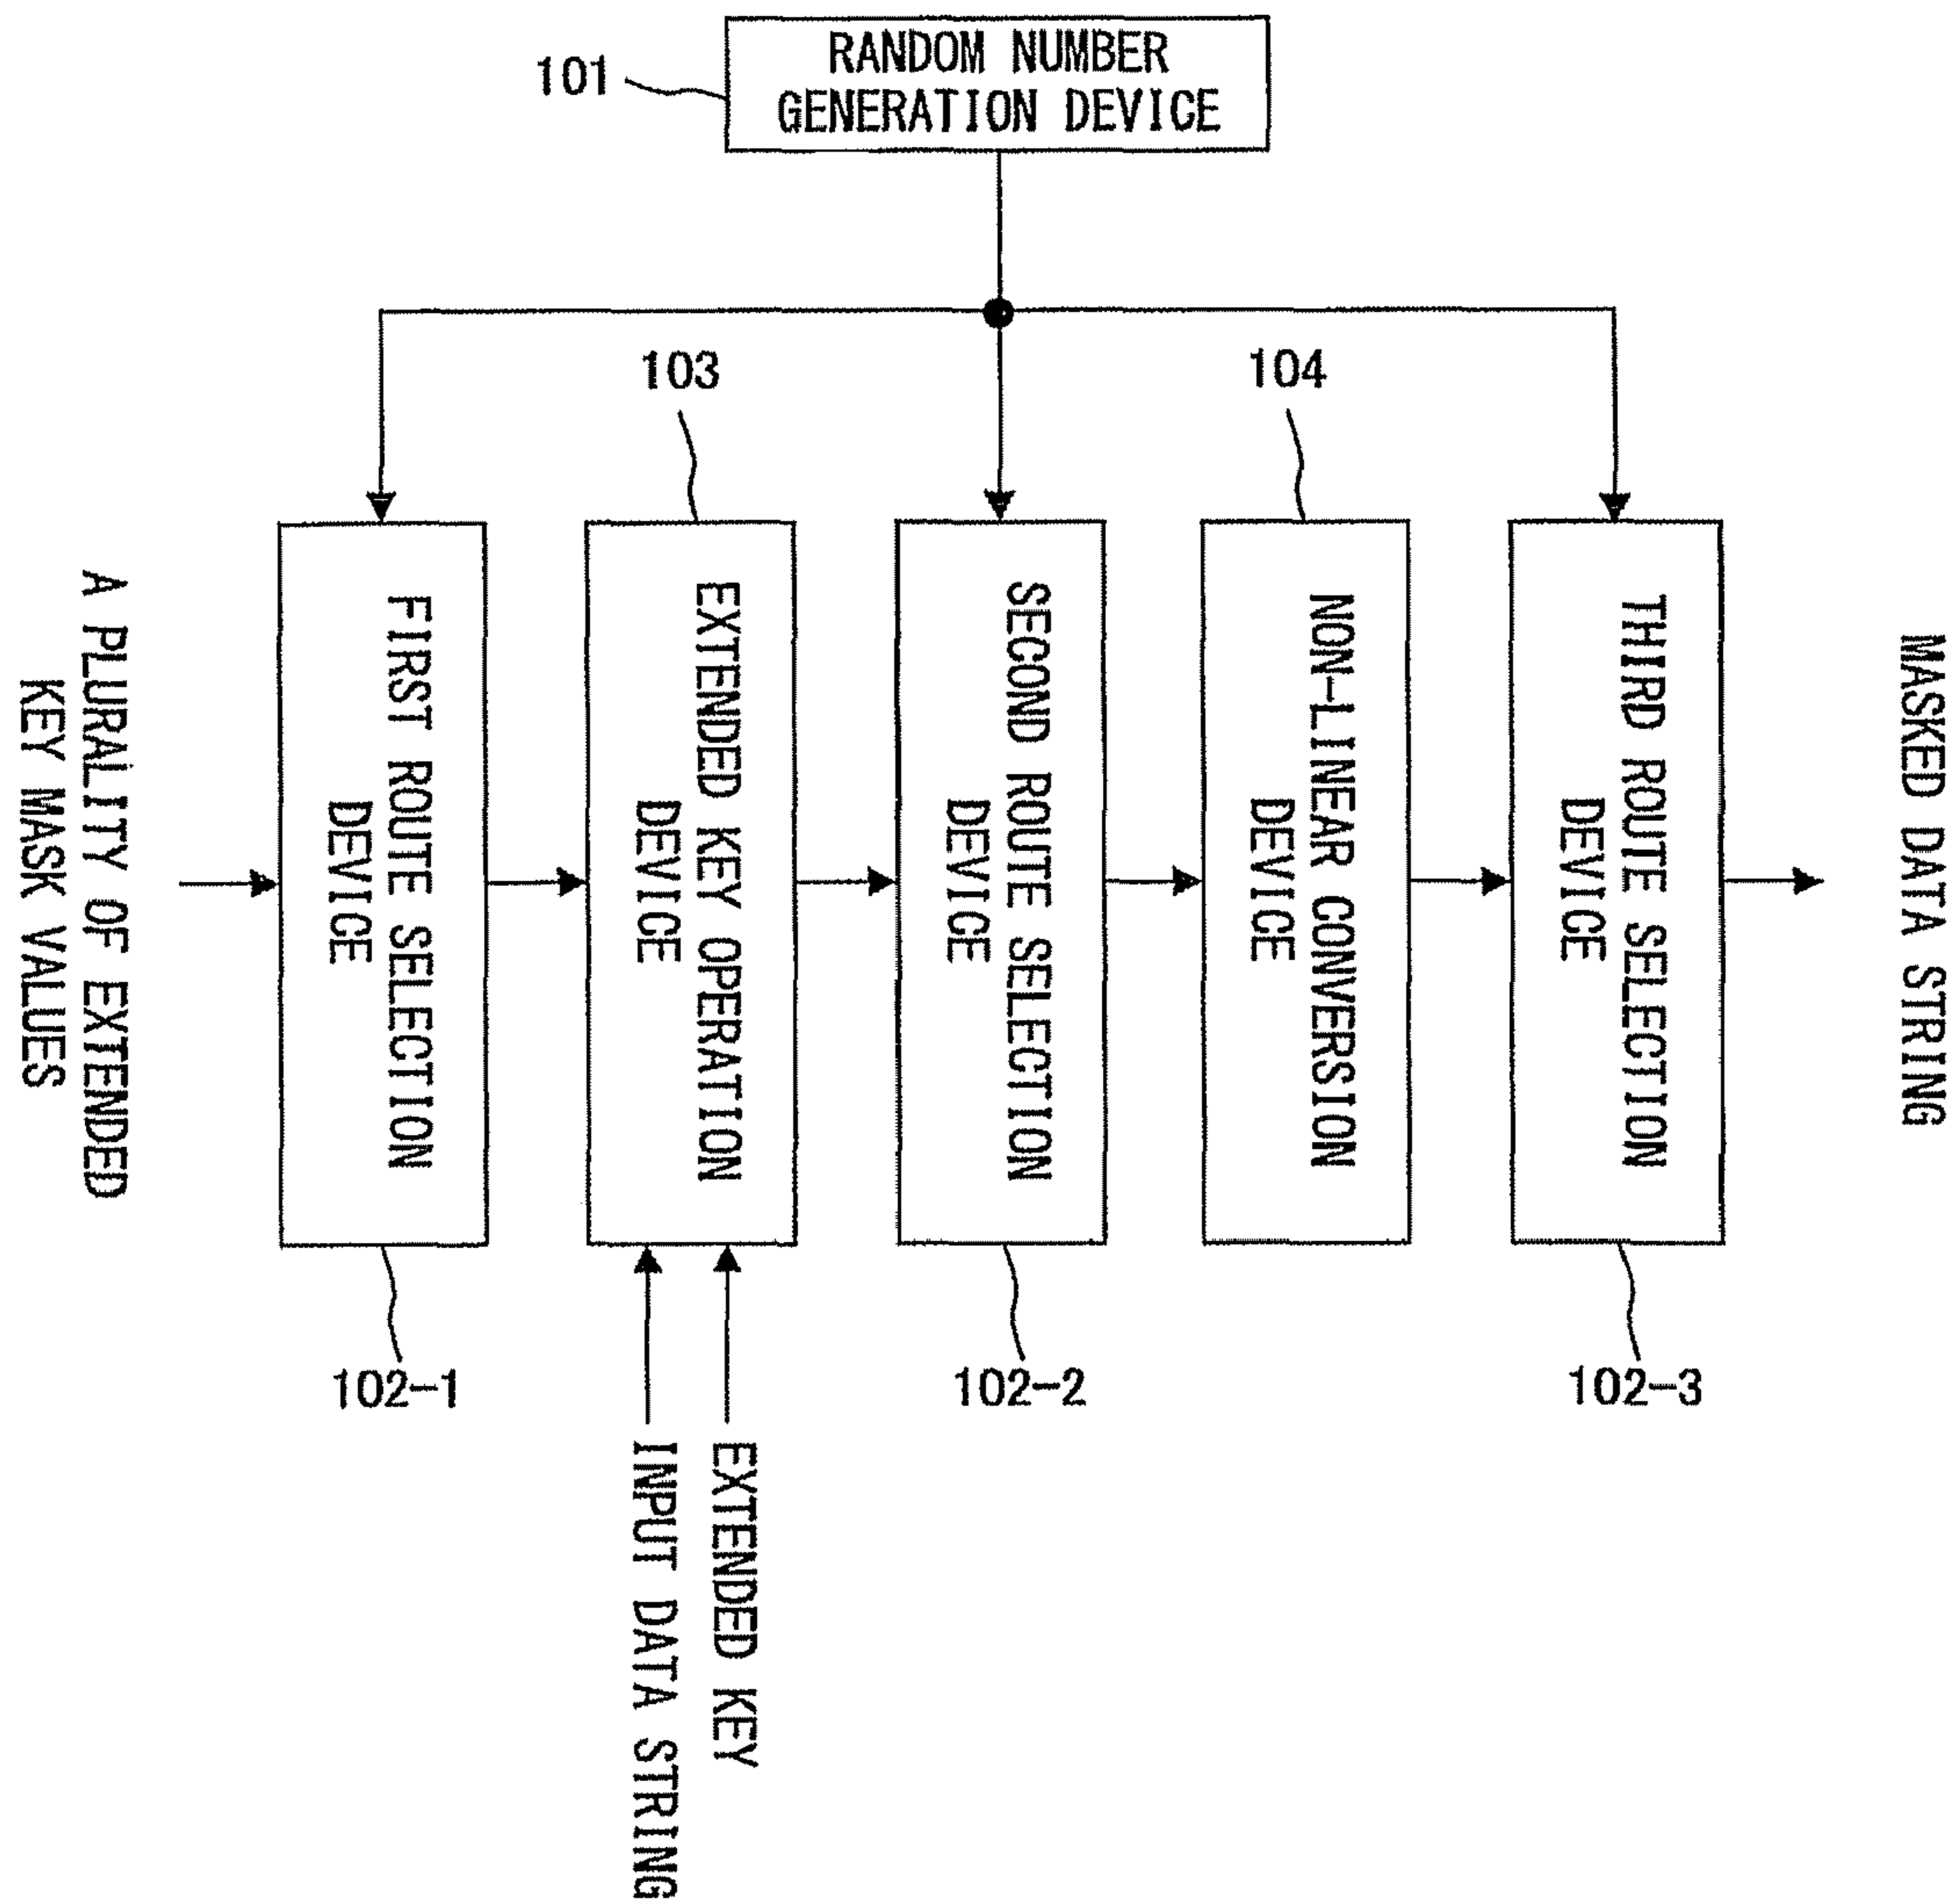 RANDOM NUMBER
GENERATION DEVICE
101
103
104
A PLURALITY OF EXTENDED
KEY MASK VALUES
FIRST ROUTE SELECTION
DEVICE
EXTENDED KEY OPERATION
DEVICE
SECOND ROUTE SELECTION
DEVICE
NON-LINEAR CONVERSION
DEVICE
THIRD ROUTE SELECTION
DEVICE
MASKED DATA STRING
102-1
102-2
102-3
EXTENDED KEY
INPUT DATA STRING